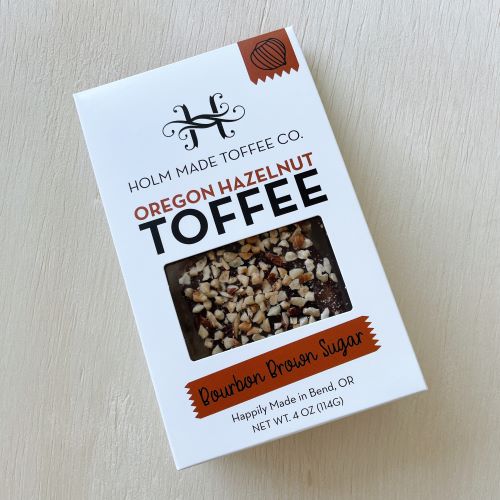 H
HOLM MADE TOFFEE CO.
OREGON HAZELNUT
TOFFEE
Bourbon Brown Sugar
Happily Made in Bend, OR
NET WT. 4 OZ (114G)